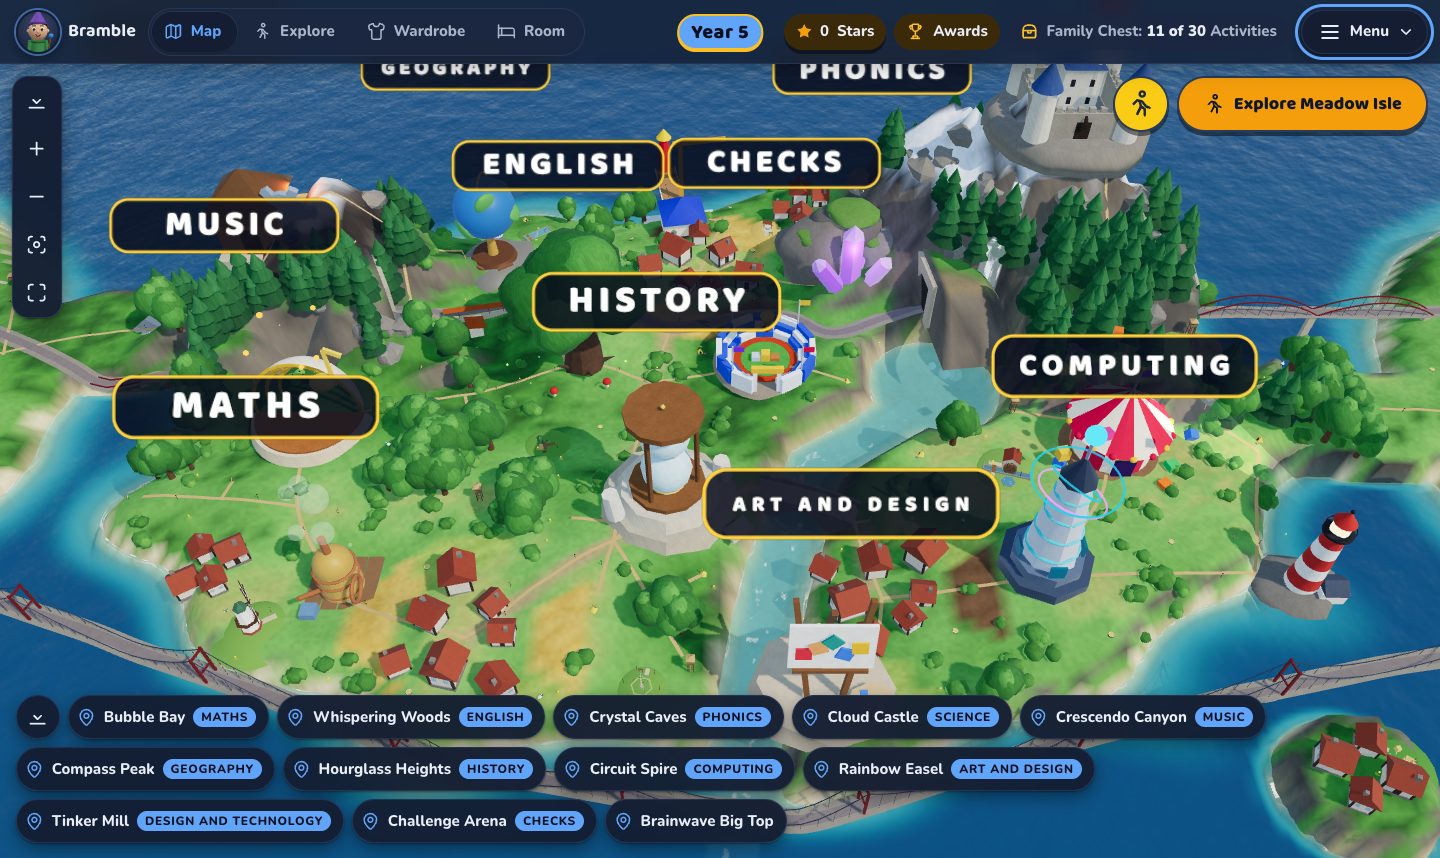 Bramble
Map
Explore
Wardrobe
Room
Year 5
0 Stars
Awards
Family Chest: 11 of 30 Activities
Menu
GEOGRAPHY
PHONICS
Explore Meadow Isle
ENGLISH
CHECKS
MUSIC
HISTORY
COMPUTING
MATHS
ART AND DESIGN
Bubble Bay MATHS
Whispering Woods ENGLISH
Crystal Caves PHONICS
Cloud Castle SCIENCE
Crescendo Canyon MUSIC
Compass Peak GEOGRAPHY
Hourglass Heights HISTORY
Circuit Spire COMPUTING
Rainbow Easel ART AND DESIGN
Tinker Mill DESIGN AND TECHNOLOGY
Challenge Arena CHECKS
Brainwave Big Top